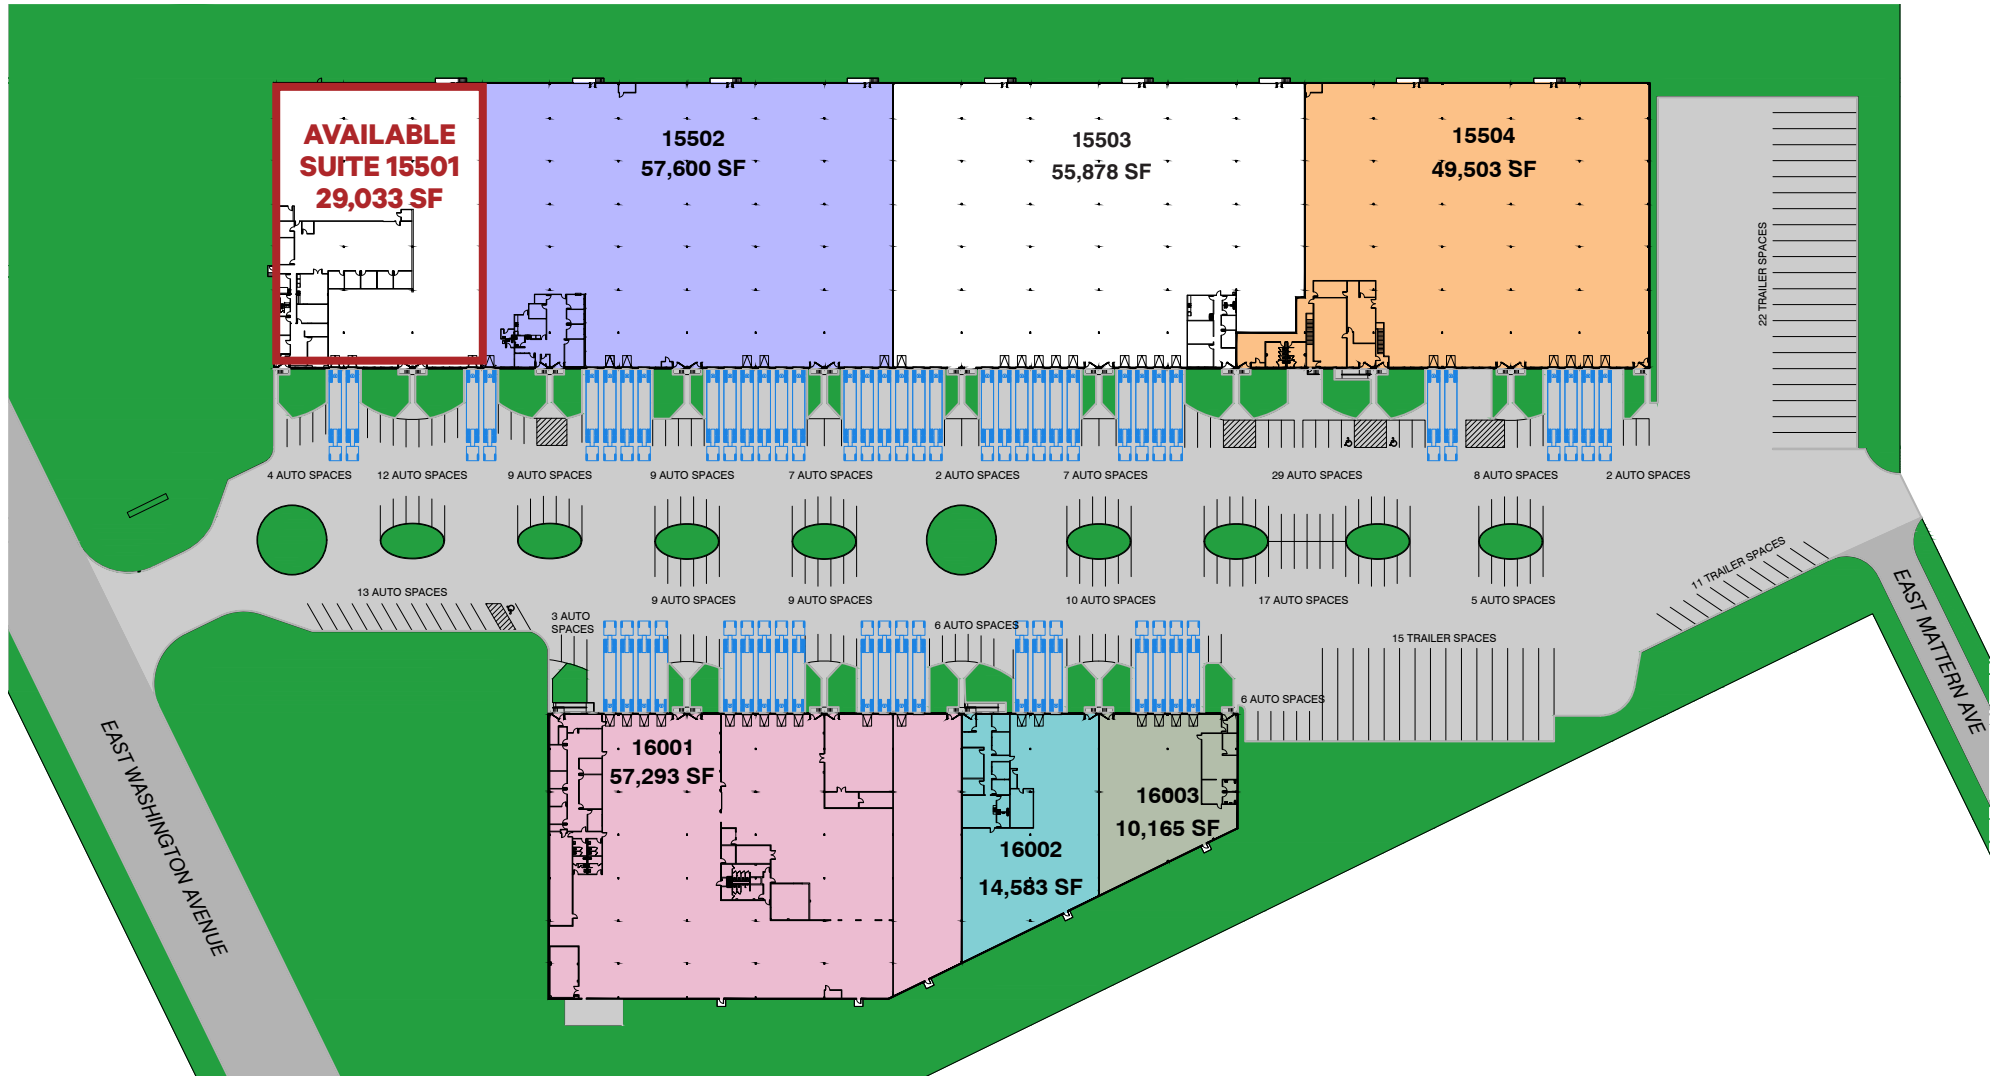 AVAILABLE
SUITE 15501
29,033 SF
15502
57,600 SF
15503
55,878 SF
15504
49,503 SF
22 TRAILER SPACES
4 AUTO SPACES
12 AUTO SPACES
9 AUTO SPACES
9 AUTO SPACES
7 AUTO SPACES
2 AUTO SPACES
7 AUTO SPACES
29 AUTO SPACES
8 AUTO SPACES
2 AUTO SPACES
13 AUTO SPACES
3 AUTO
SPACES
9 AUTO SPACES
9 AUTO SPACES
6 AUTO SPACES
10 AUTO SPACES
17 AUTO SPACES
5 AUTO SPACES
11 TRAILER SPACES
15 TRAILER SPACES
6 AUTO SPACES
EAST WASHINGTON AVENUE
EAST MATTERN AVE
16001
57,293 SF
16002
14,583 SF
16003
10,165 SF